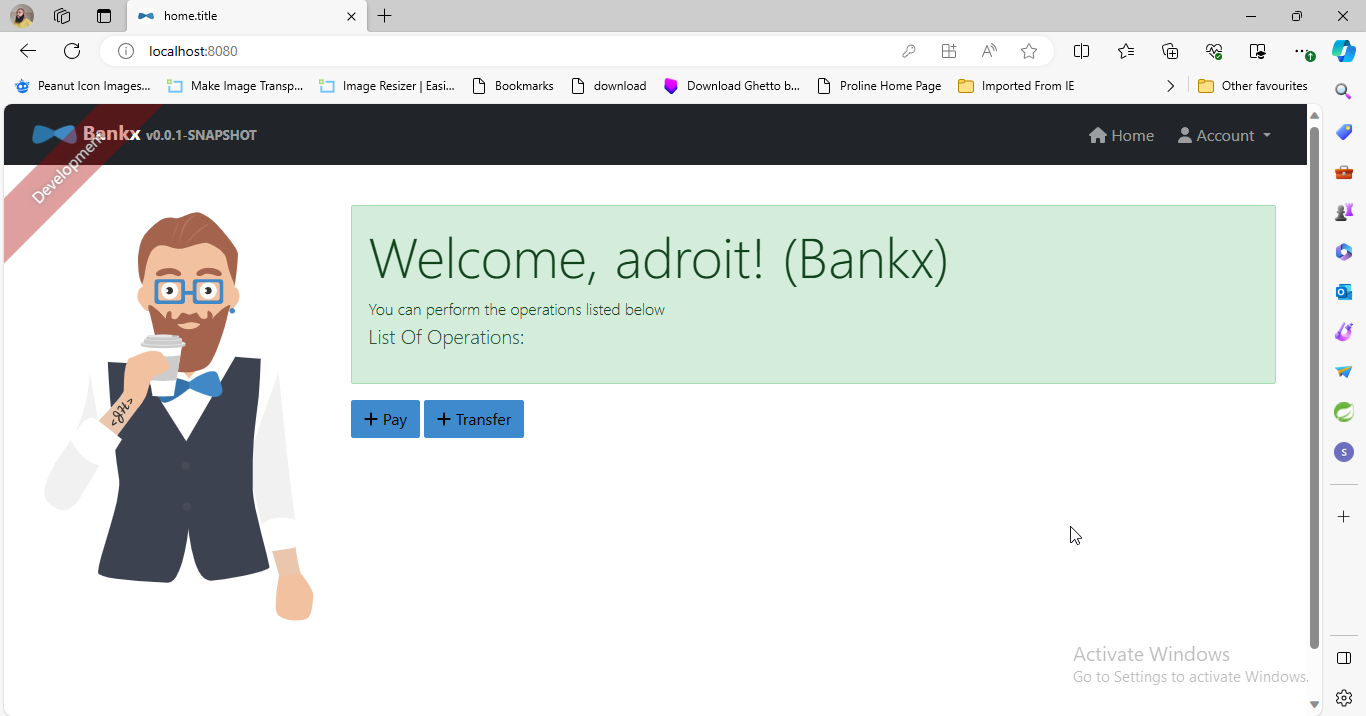 home.title
localhost:8080
Peanut Icon Images...
Make Image Transp...
Image Resizer | Easi...
Bookmarks
download
Download Ghetto b...
Proline Home Page
Imported From IE
Other favourites
Bankx v0.0.1-SNAPSHOT
Home
Account
Development
Welcome, adroit! (Bankx)
You can perform the operations listed below
List Of Operations:
+ Pay
+ Transfer
<JH>
S
Activate Windows
Go to Settings to activate Windows.